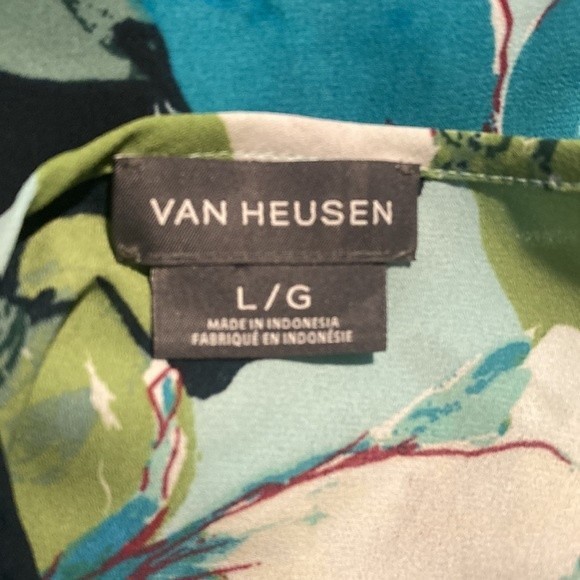 VAN HEUSEN
L/G
MADE IN INDONESIA
FABRIQUÉ EN INDONÉSIE